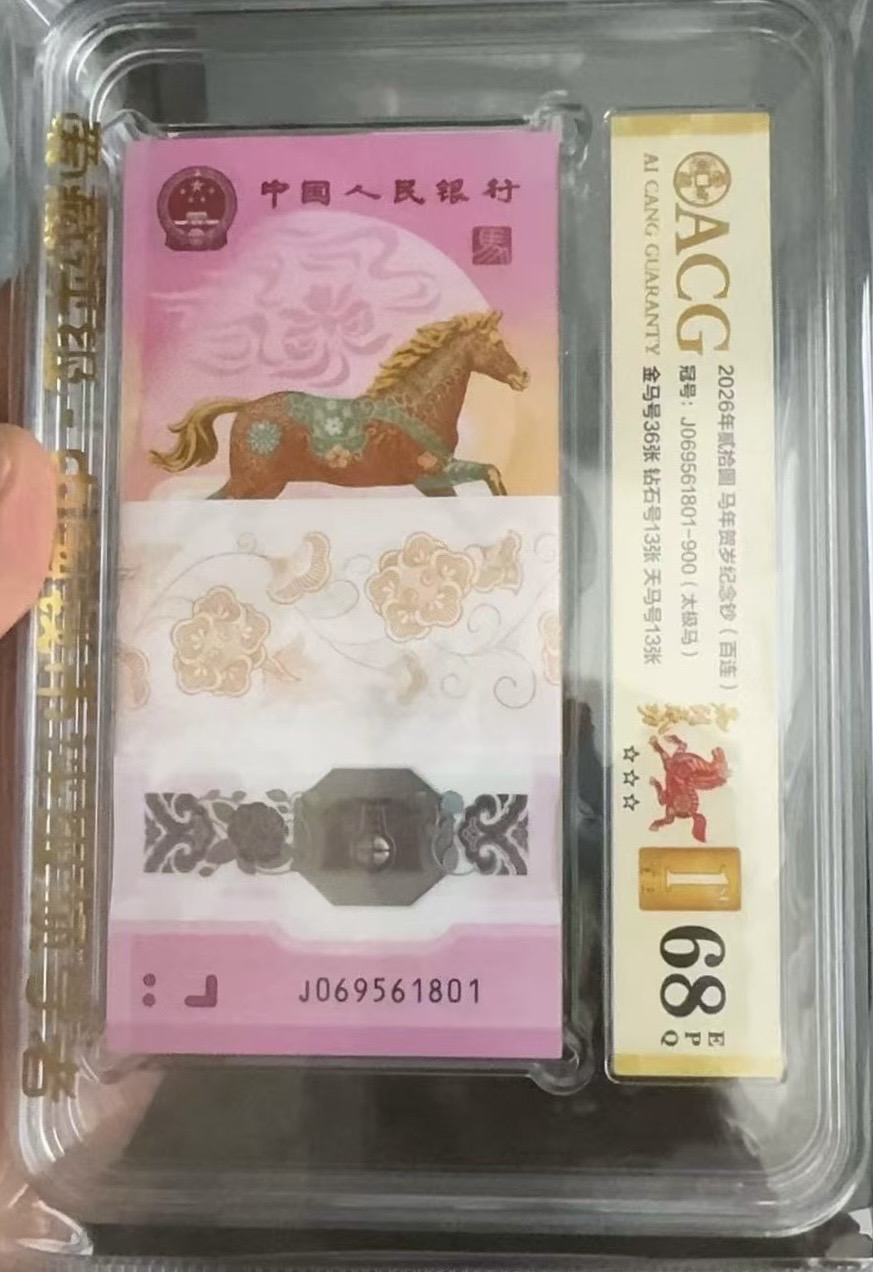 中国人民银行
馬
J069561801
ACG
AI CANG GUARANTY
2026年贰拾圆 马年贺岁纪念钞（百连）
冠号：J069561801-900（太极马）
金马号36张 钻石号13张 天马号13张
☆☆☆
1
68
EPQ